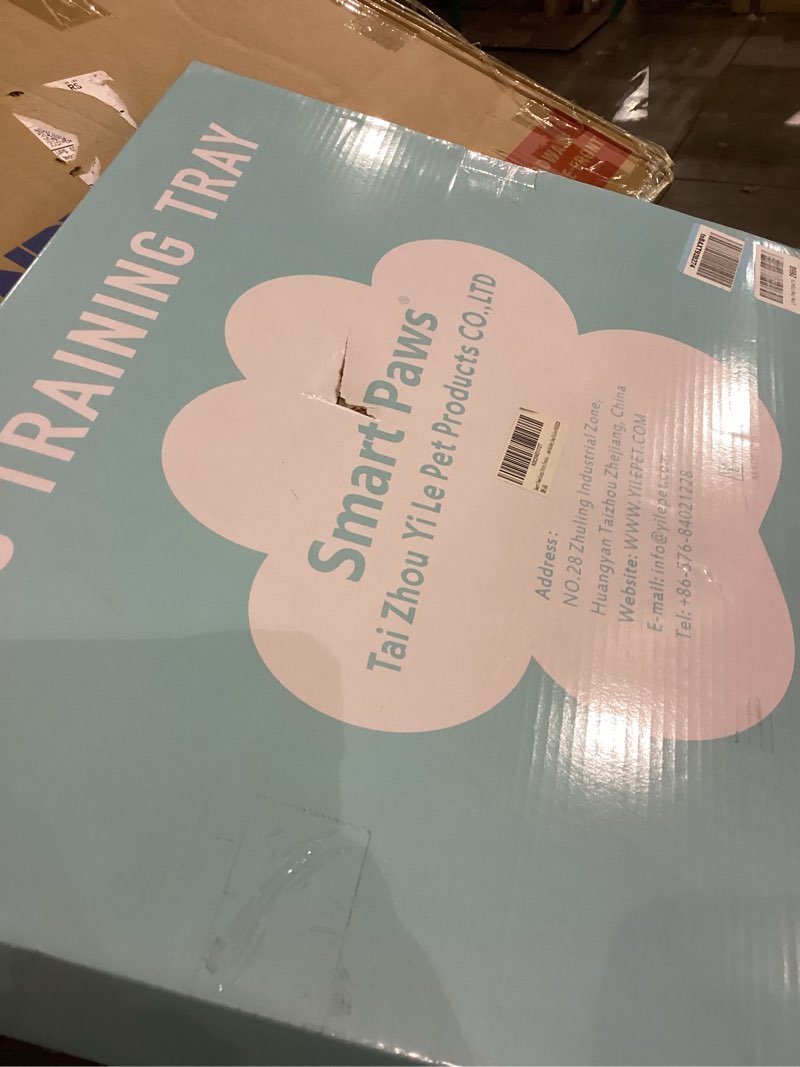 TRAINING TRAY
Smart Paws®
Tai Zhou Yi Le Pet Products CO.,LTD
Address:
NO.28 Zhuling Industrial Zone,
Huangyan Taizhou Zhejiang, China
Website: WWW.YILEPET.COM
E-mail: info@yilepet.com
Tel: +86-576-84021228